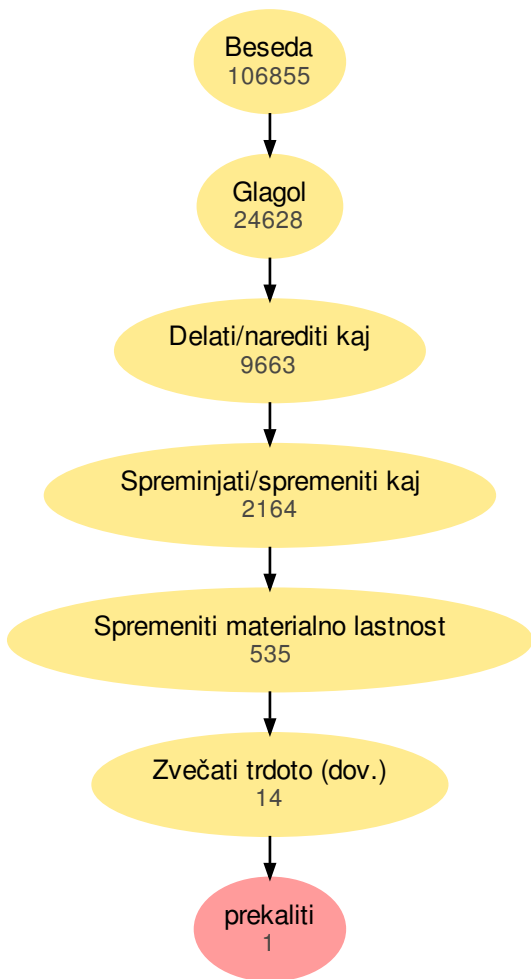 Beseda
106855
Glagol
24628
Delati/narediti kaj
9663
Spreminjati/spremeniti kaj
2164
Spremeniti materialno lastnost
535
Zvečati trdoto (dov.)
14
prekaliti
1